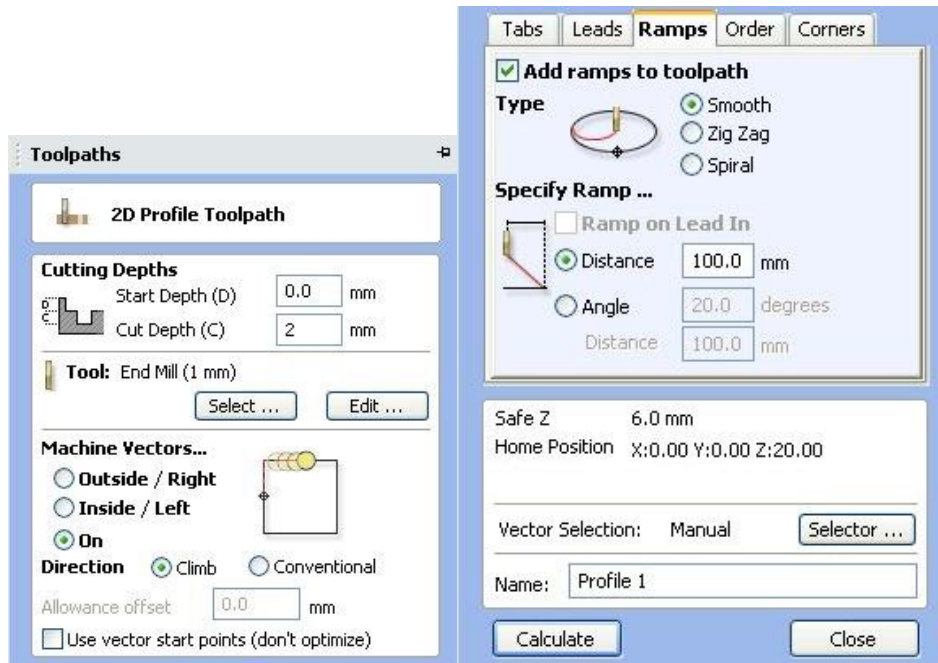 Toolpaths
2D Profile Toolpath
Cutting Depths
Start Depth (D) 0.0 mm
Cut Depth (C) 2 mm
D
C
Tool: End Mill (1 mm)
Select ... Edit ...
Machine Vectors...
Outside / Right
Inside / Left
On
Direction Climb Conventional
Allowance offset 0.0 mm
Use vector start points (don't optimize)
Tabs Leads Ramps Order Corners
Add ramps to toolpath
Type Smooth
Zig Zag
Spiral
Specify Ramp ...
Ramp on Lead In
Distance 100.0 mm
Angle 20.0 degrees
Distance 100.0 mm
Safe Z 6.0 mm
Home Position X:0.00 Y:0.00 Z:20.00
Vector Selection: Manual Selector ...
Name: Profile 1
Calculate Close